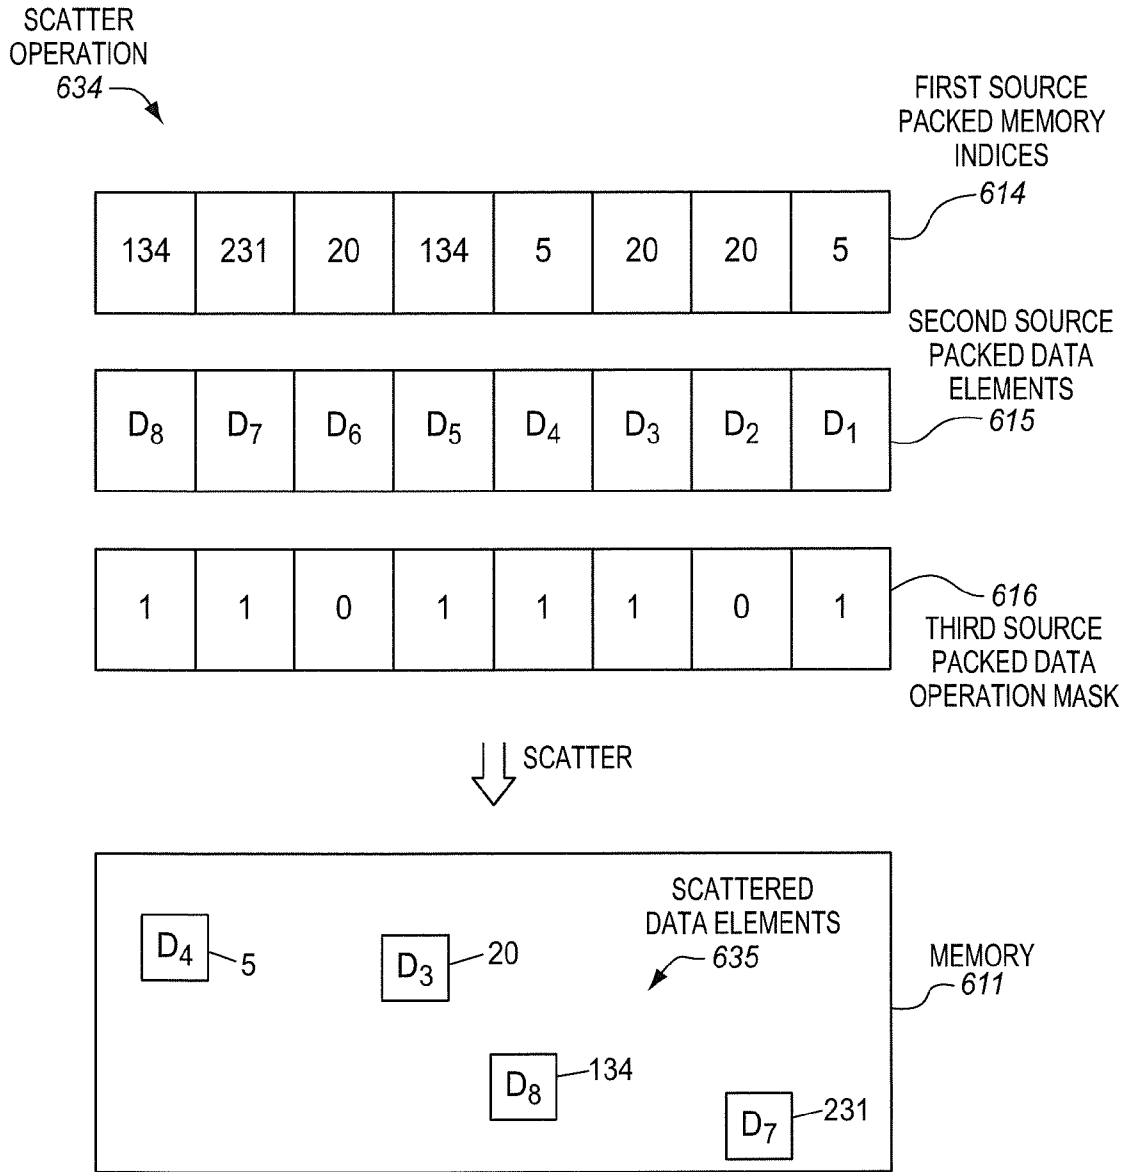 SCATTER
OPERATION
634
FIRST SOURCE
PACKED MEMORY
INDICES
614
134 231 20 134 5 20 20 5
SECOND SOURCE
PACKED DATA
ELEMENTS
615
D8 D7 D6 D5 D4 D3 D2 D1
1 1 0 1 1 1 0 1
616
THIRD SOURCE
PACKED DATA
OPERATION MASK
SCATTER
SCATTERED
DATA ELEMENTS
635
D4 5
D3 20
MEMORY
611
D8 134
D7 231